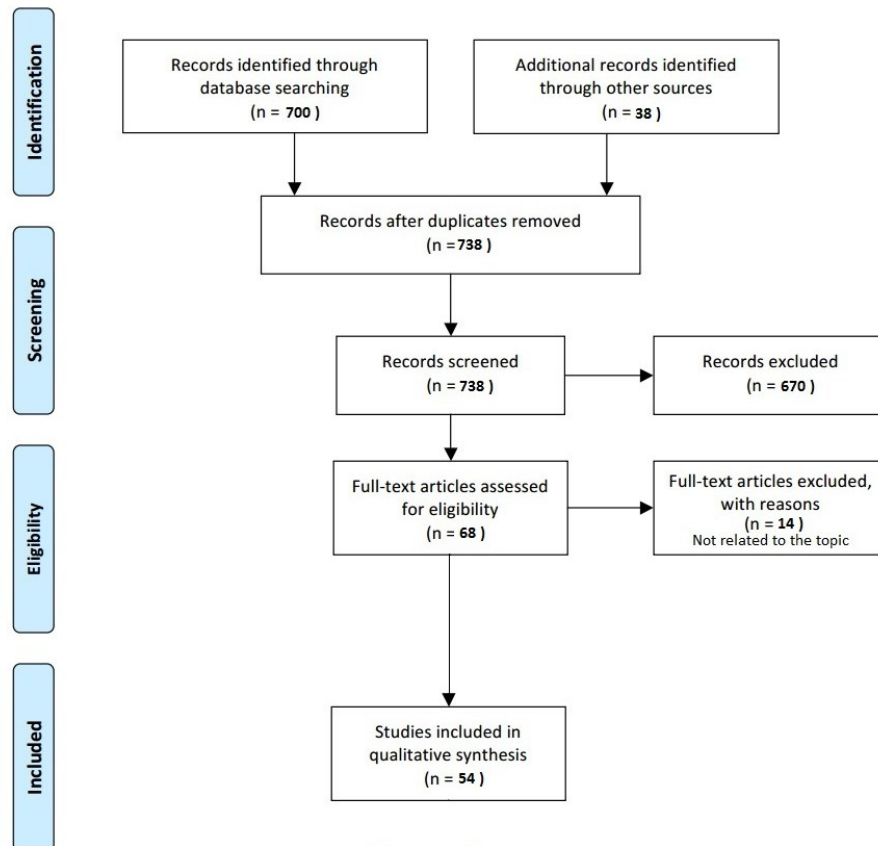 Identification
Records identified through
database searching
(n = 700 )
Additional records identified
through other sources
(n = 38 )
Records after duplicates removed
(n = 738 )
Screening
Records screened
(n = 738 )
Records excluded
(n = 670 )
Eligibility
Full-text articles assessed
for eligibility
(n = 68 )
Full-text articles excluded,
with reasons
(n = 14 )
Not related to the topic
Included
Studies included in
qualitative synthesis
(n = 54 )